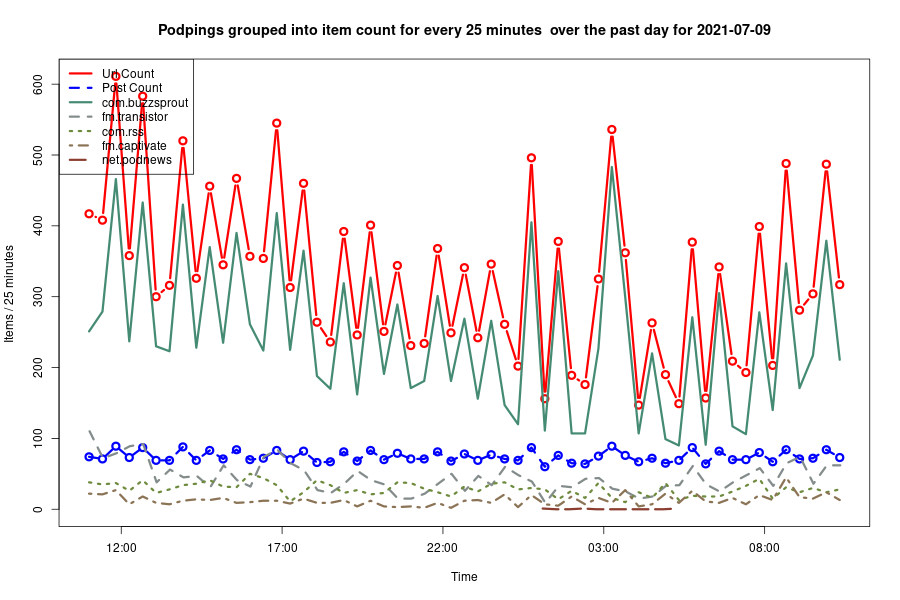 Podpings grouped into item count for every 25 minutes  over the past day for 2021-07-09
Url Count
Post Count
com.buzzsprout
fm.transistor
com.rss
fm.captivate
net.podnews
Items / 25 minutes
600
500
400
300
200
100
0
12:00
17:00
22:00
03:00
08:00
Time